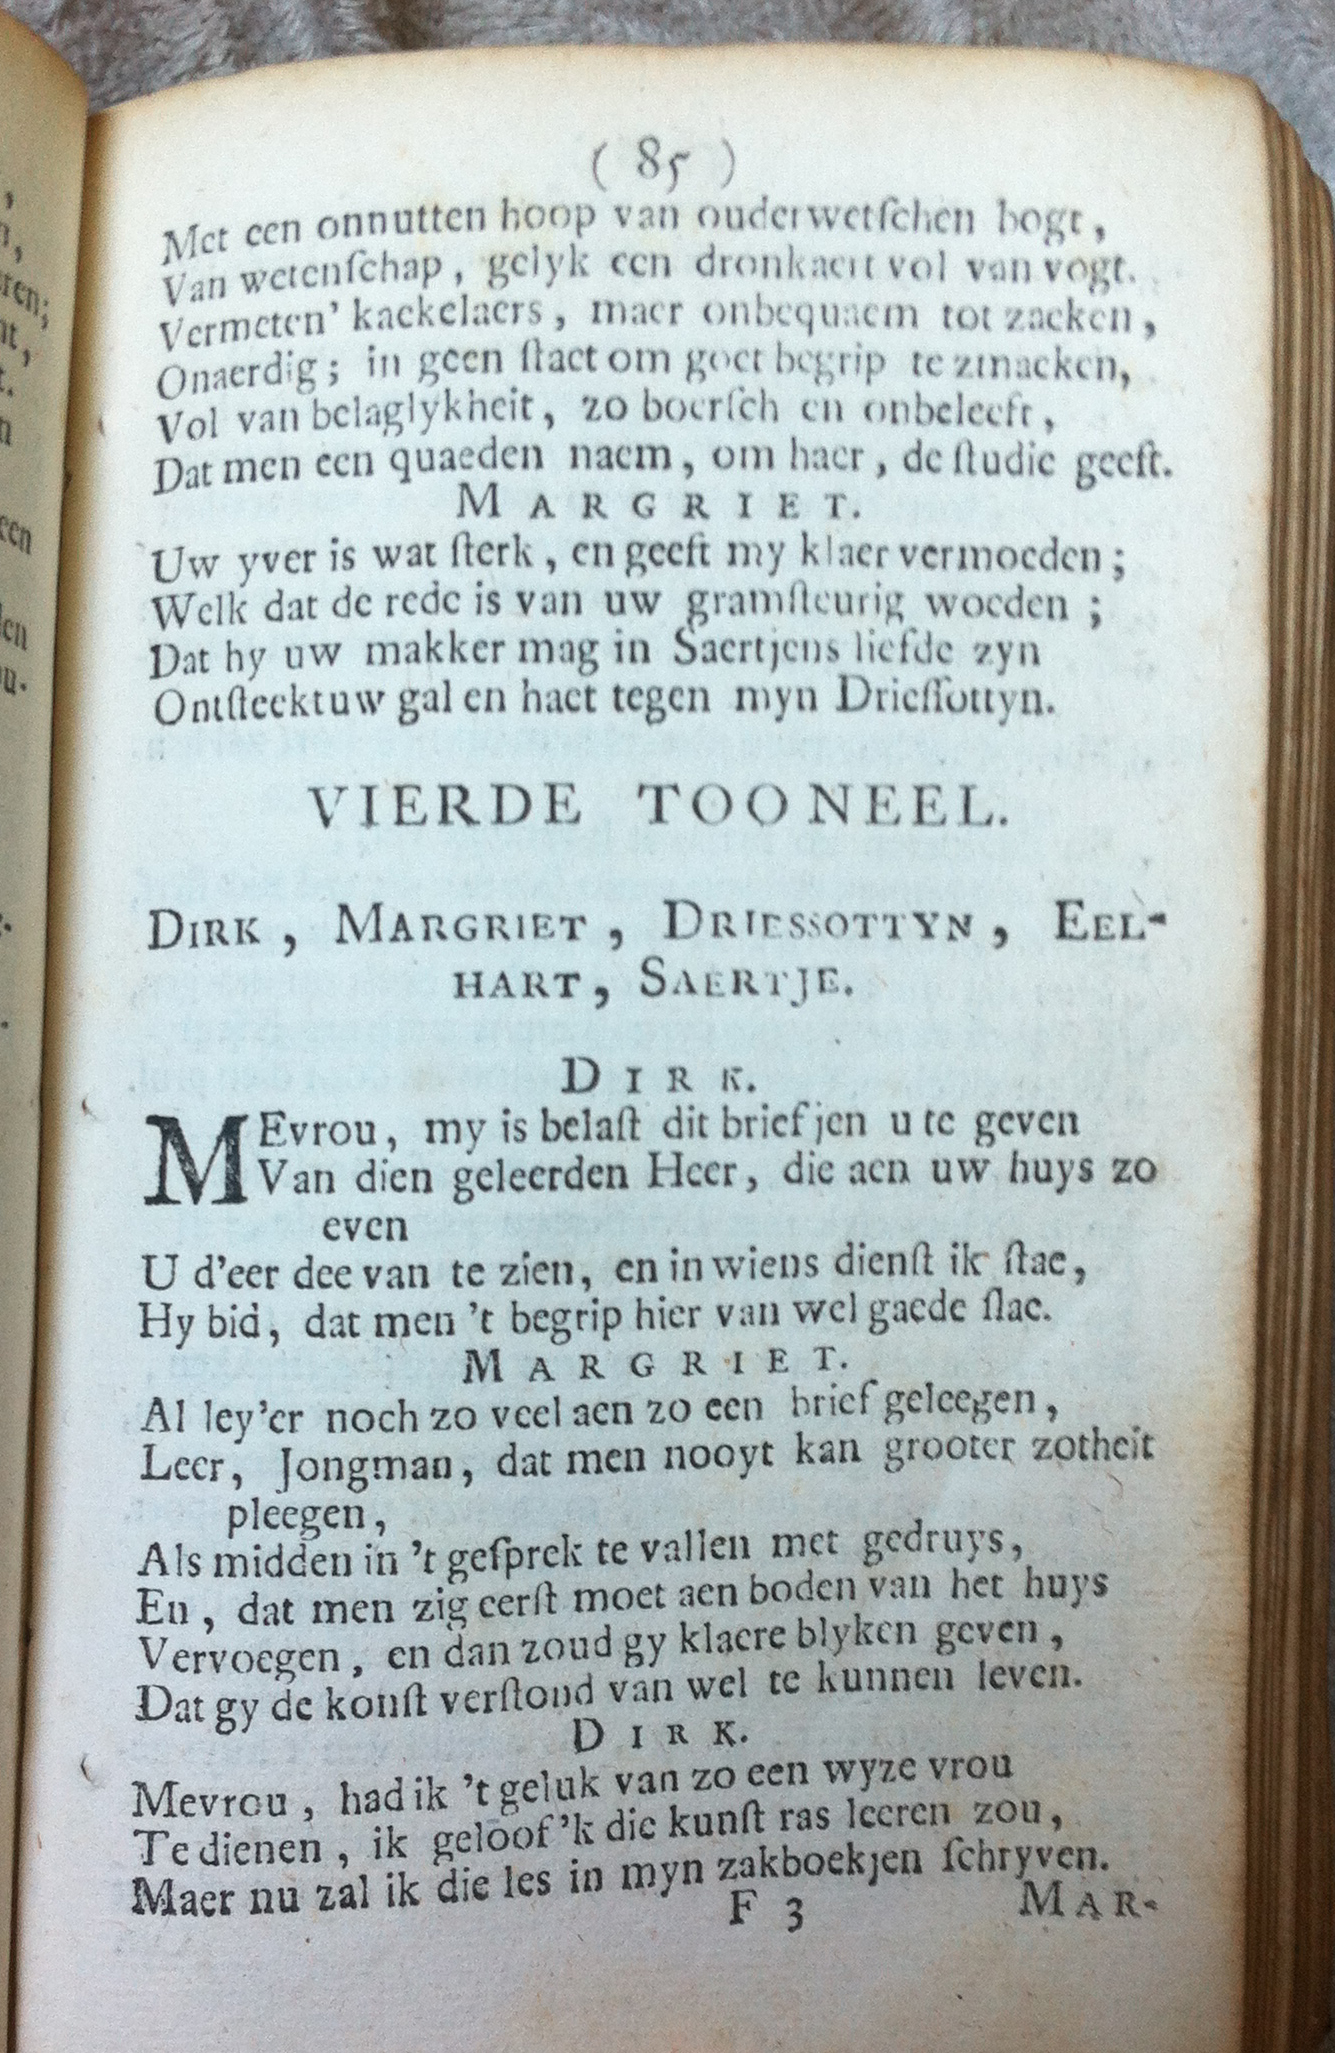 ( 85 )
Met een onnutten hoop van ouderwetſchen bogt,
Van wetenſchap, gelyk een dronkaert vol van vogt.
Vermeten' kaekelaers, maer onbequaem tot zaeken,
Onaerdig; in geen ſtaet om goet begrip te zmaeken,
Vol van belaglykheit, zo boerſch en onbeleeft,
Dat men een quaeden naem, om haer, de ſtudie geeft.
MARGRIET.
Uw yver is wat ſterk, en geeft my klaer vermoeden;
Welk dat de rede is van uw gramſteurig woeden;
Dat hy uw makker mag in Saertjens liefde zyn
Ontſteekt uw gal en haet tegen myn Drieſſottyn.
VIERDE TOONEEL.
DIRK, MARGRIET, DRIESSOTTYN, EEL-
HART, SAERTJE.
DIRK.
MEvrou, my is belaſt dit briefjen u te geven
Van dien geleerden Heer, die aen uw huys zo
even
U d'eer dee van te zien, en in wiens dienſt ik ſtae,
Hy bid, dat men 't begrip hier van wel gaede ſlae.
MARGRIET.
Al ley'er noch zo veel aen zo een brief geleegen,
Leer, Jongman, dat men nooyt kan grooter zotheit
pleegen,
Als midden in 't geſprek te vallen met gedruys,
En, dat men zig eerſt moet aen boden van het huys
Vervoegen, en dan zoud gy klaere blyken geven,
Dat gy de konſt verſtond van wel te kunnen leven.
DIRK.
Mevrou, had ik 't geluk van zo een wyze vrou
Te dienen, ik geloof 'k die kunſt ras leeren zou,
Maer nu zal ik die les in myn zakboekjen ſchryven.
F 3 MAR-